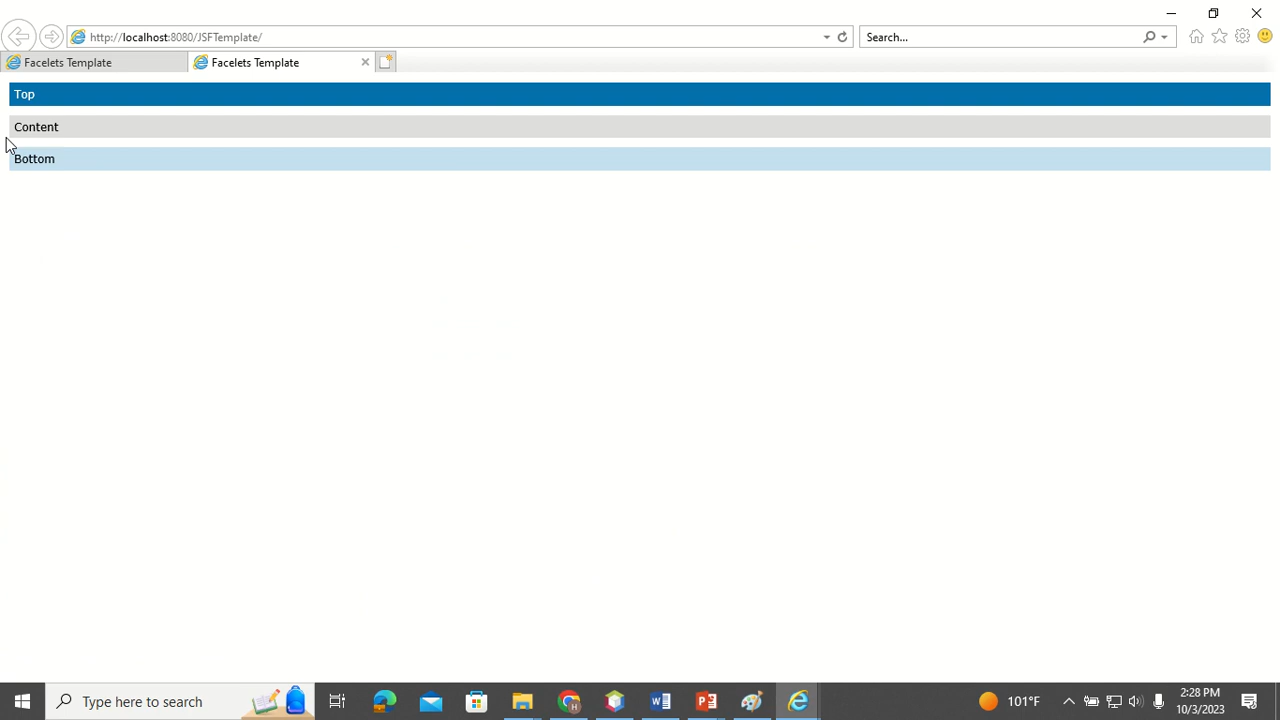 http://localhost:8080/JSFTemplate/
Search...
Facelets Template
Facelets Template
Top
Content
Bottom
Type here to search
101°F
2:28 PM
10/3/2023